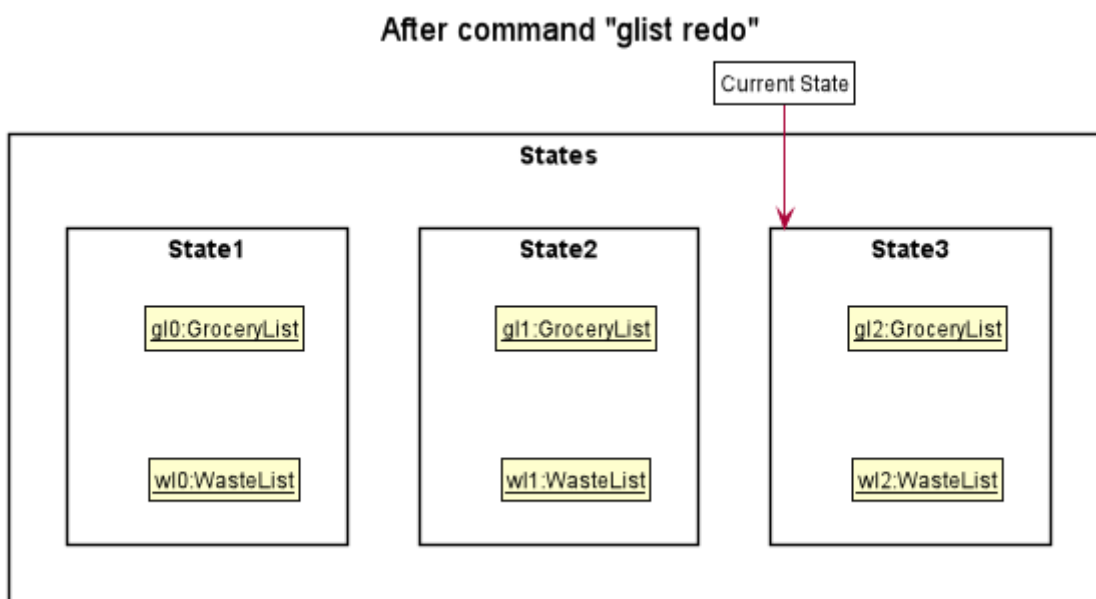 After command "glist redo"
Current State
States
State1
State2
State3
gl0:GroceryList
gl1:GroceryList
gl2:GroceryList
wl0:WasteList
wl1:WasteList
wl2:WasteList